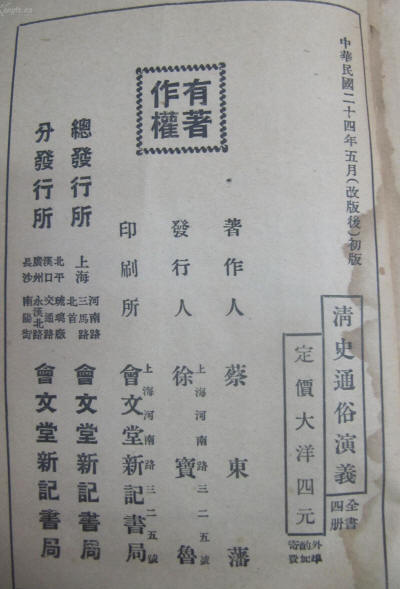 中華民國二十四年五月(改版後)初版
清史通俗演義
全書四册
定價大洋四元
外埠酌加寄費
著作人 蔡東藩
發行人 上海河南路三二五號 徐寶魯
印刷所 上海河南路三二五號 會文堂新記書局
有著
作權
總發行所 上海 河南路三馬路北首 會文堂新記書局
分發行所 北平琉璃廠 漢口交通路 廣州永漢北路 長沙南陽街 會文堂新記書局